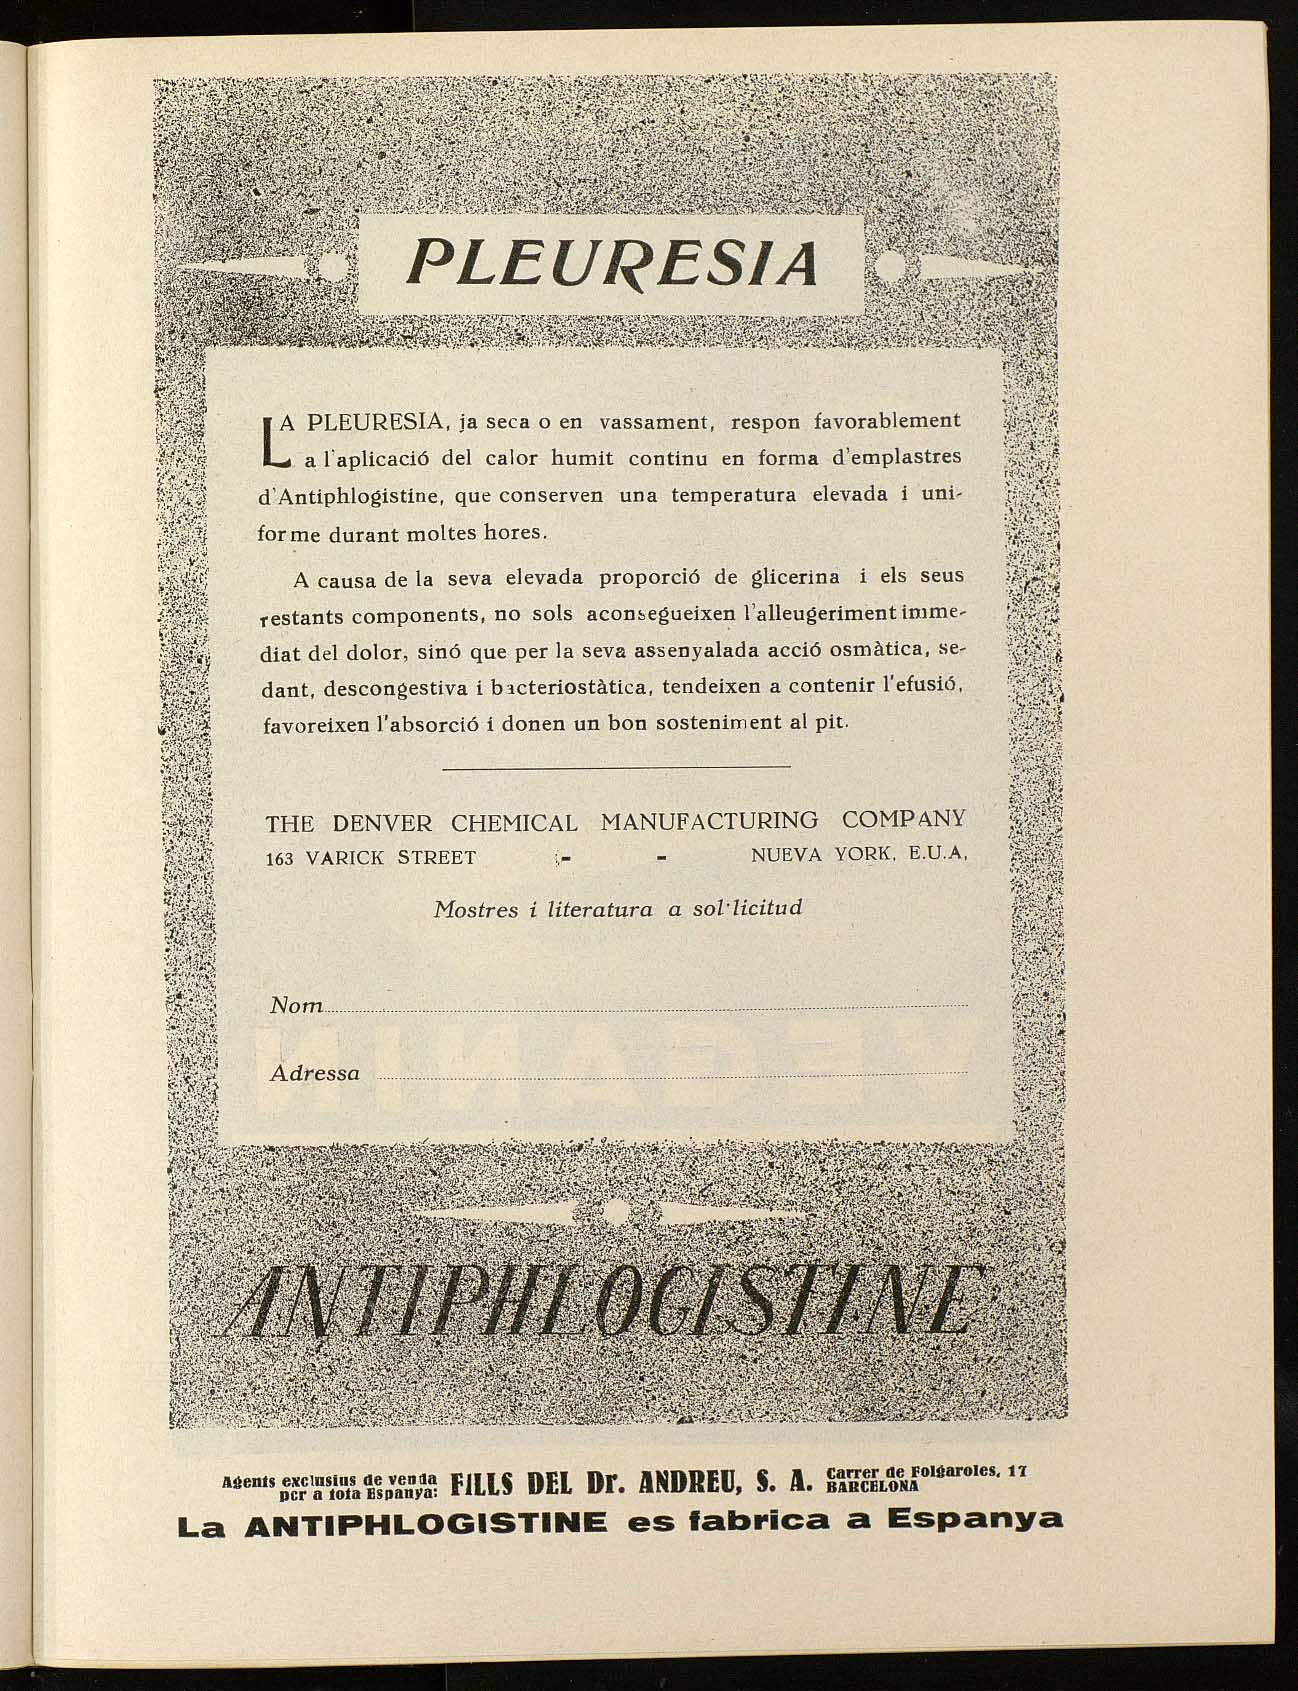 PLEURESIA
LA PLEURESIA, ja seca o en vassament, respon favorablement
a l'aplicació del calor humit continu en forma d'emplastres
d'Antiphlogistine, que conserven una temperatura elevada i uni-
forme durant moltes hores.
A causa de la seva elevada proporció de glicerina i els seus
restants components, no sols aconsegueixen l'alleugeriment imme-
diat del dolor, sinó que per la seva assenyalada acció osmàtica, se-
dant, descongestiva i bacteriostàtica, tendeixen a contenir l'efusió,
favoreixen l'absorció i donen un bon sosteniment al pit.
THE DENVER CHEMICAL MANUFACTURING COMPANY
163 VARICK STREET :- - NUEVA YORK, E.U.A,
Mostres i literatura a sol·licitud
Nom
Adressa
VEGANIN
ANTIPHLOGISTINE
Agents exclusius de venda
per a tota Espanya: FILLS DEL Dr. ANDREU, S. A. Carrer de Folgaroles, 17
BARCELONA
La ANTIPHLOGISTINE es fabrica a Espanya